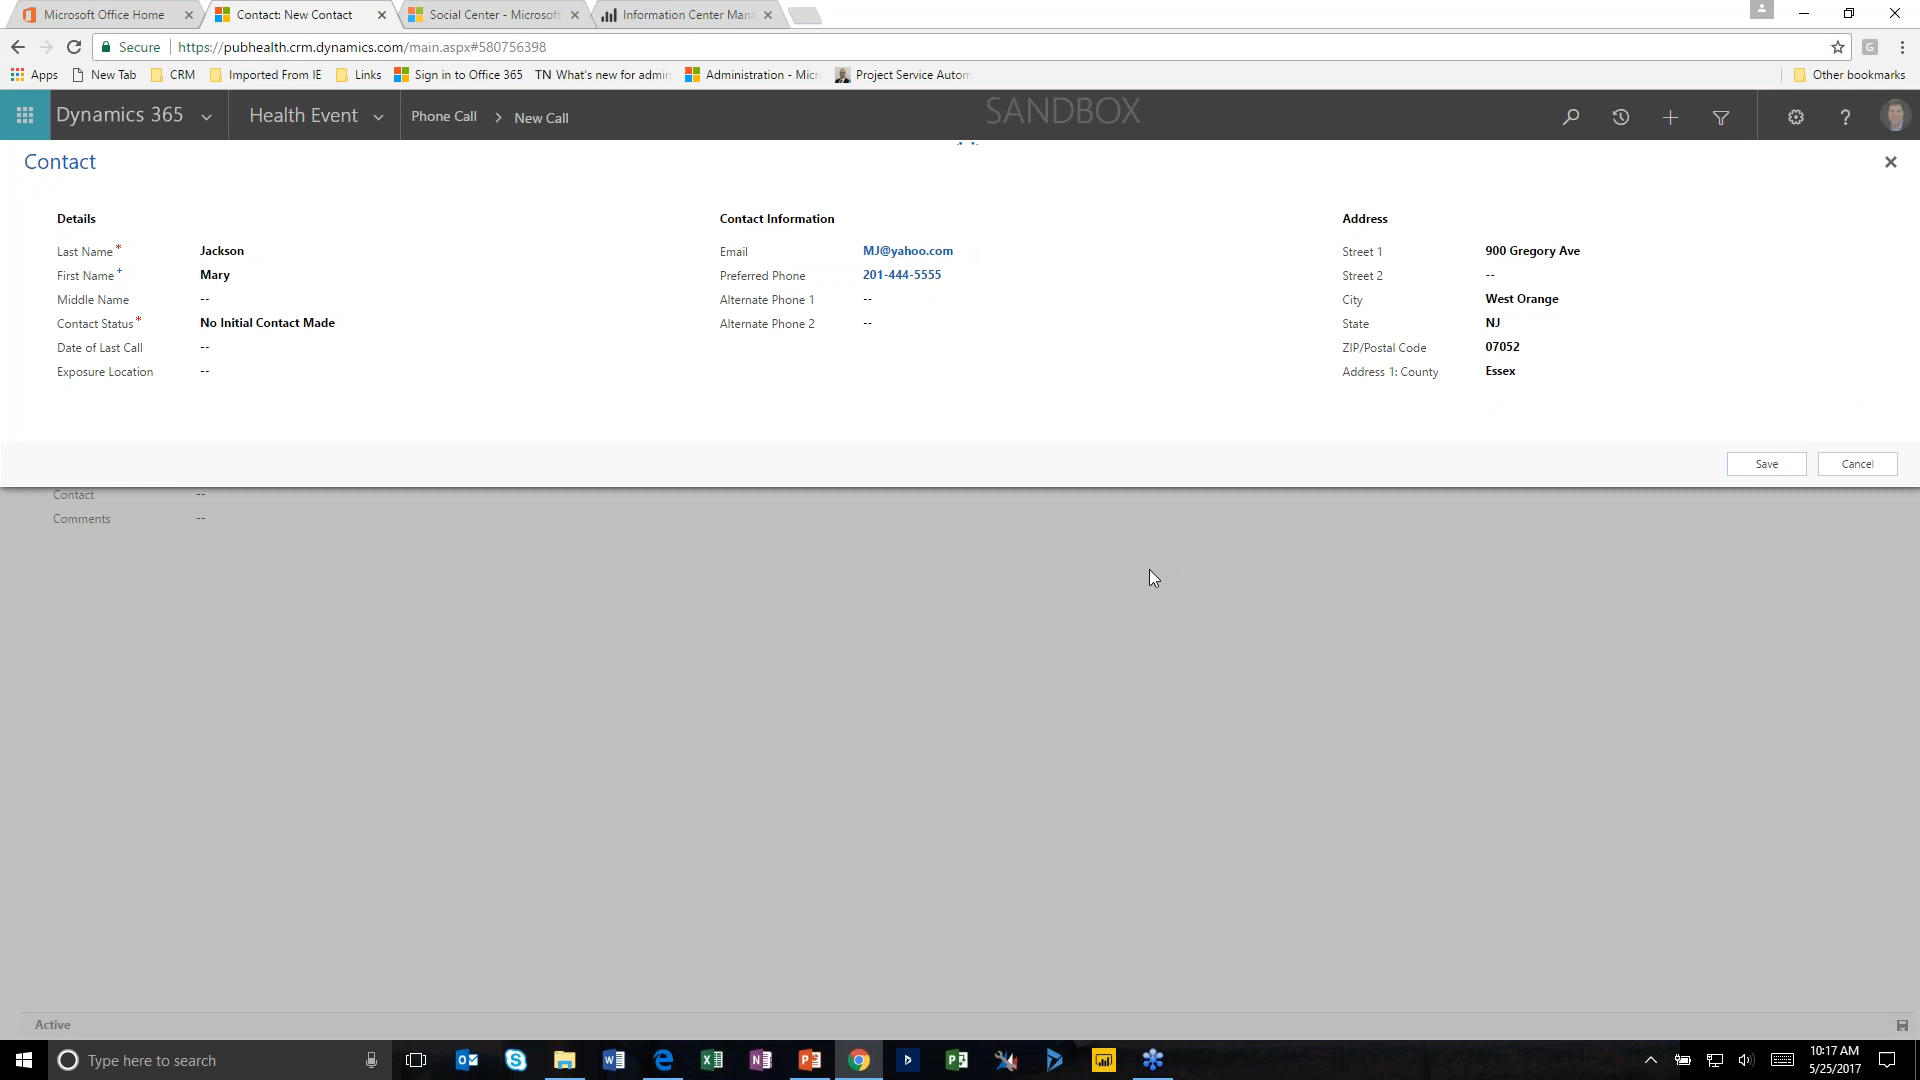 Microsoft Office Home
Contact: New Contact
Social Center - Microsoft
Information Center Mana
Secure
https://pubhealth.crm.dynamics.com/main.aspx#580756398
G
Apps
New Tab
CRM
Imported From IE
Links
Sign in to Office 365
TN What's new for admin
Administration - Micr
Project Service Autom
Other bookmarks
Dynamics 365
Health Event
Phone Call > New Call
SANDBOX
?
Contact
Details
Last Name* Jackson
First Name+ Mary
Middle Name --
Contact Status* No Initial Contact Made
Date of Last Call --
Exposure Location --
Contact Information
Email MJ@yahoo.com
Preferred Phone 201-444-5555
Alternate Phone 1 --
Alternate Phone 2 --
Address
Street 1 900 Gregory Ave
Street 2 --
City West Orange
State NJ
ZIP/Postal Code 07052
Address 1: County Essex
Save
Cancel
Contact --
Comments --
Active
Type here to search
10:17 AM
5/25/2017